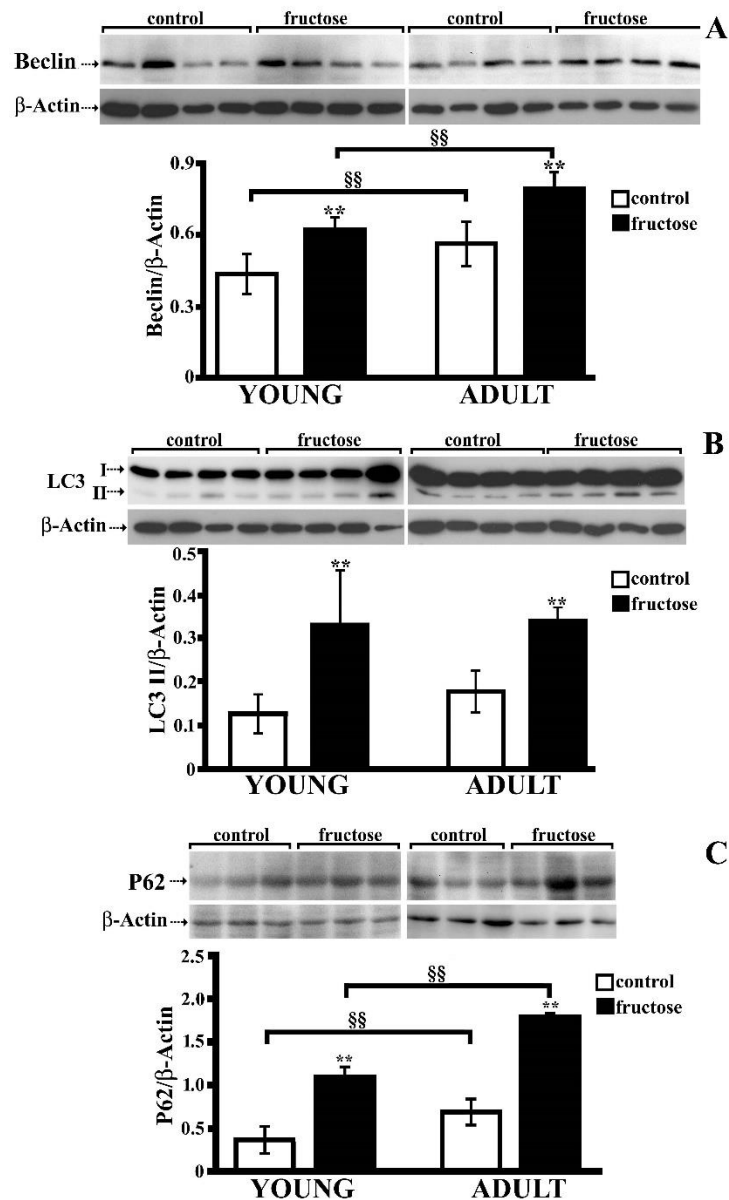 control fructose control fructose A
Beclin
β-Actin
§§
§§
** **
0.9
0.6
0.3
0
Beclin/β-Actin
control
fructose
YOUNG ADULT
control fructose control fructose B
LC3 I
II
β-Actin
0.5
0.4
0.3
0.2
0.1
0
LC3 II/β-Actin
** **
control
fructose
YOUNG ADULT
control fructose control fructose C
P62
β-Actin
2.5
2.0
1.5
1.0
0.5
0
P62/β-Actin
§§
§§
** **
control
fructose
YOUNG ADULT